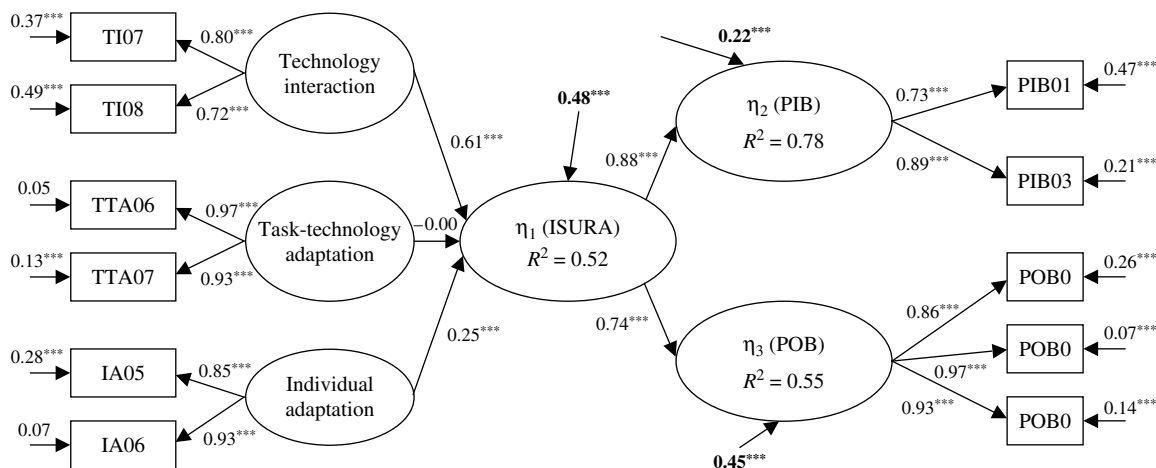 0.37***
TI07
0.80***
0.49***
TI08
0.72***
Technology
interaction
0.05
TTA06
0.97***
0.13***
TTA07
0.93***
Task-technology
adaptation
0.28***
IA05
0.85***
0.07
IA06
0.93***
Individual
adaptation
0.61***
−0.00
0.25***
0.48***
η1 (ISURA)
R² = 0.52
0.88***
0.74***
0.22***
η2 (PIB)
R² = 0.78
0.73***
PIB01
0.47***
0.89***
PIB03
0.21***
η3 (POB)
R² = 0.55
0.45***
0.86***
POB0
0.26***
0.97***
POB0
0.07***
0.93***
POB0
0.14***